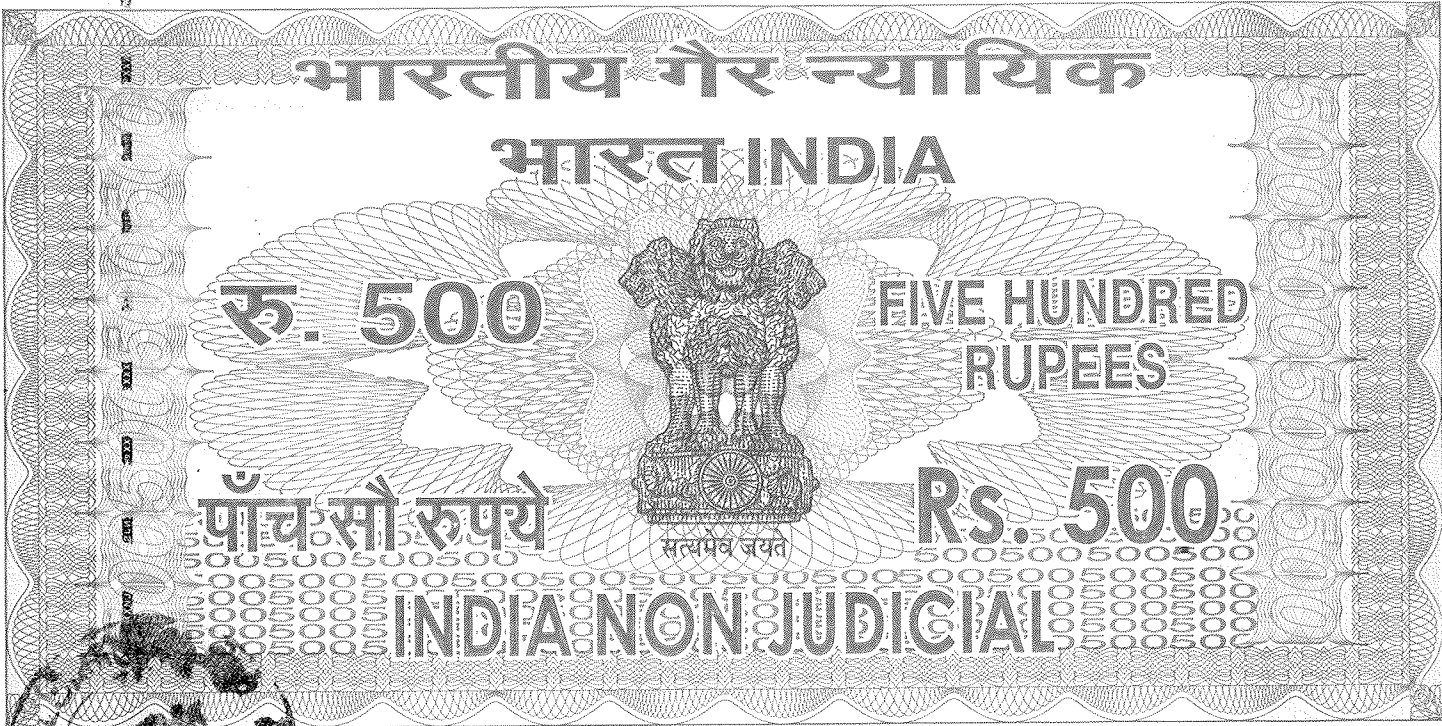 भारतीय गैर न्यायिक
भारत INDIA
रु. 500
FIVE HUNDRED
RUPEES
पाँच सौ रुपये
Rs. 500
सत्यमेव जयते
INDIA NON JUDICIAL